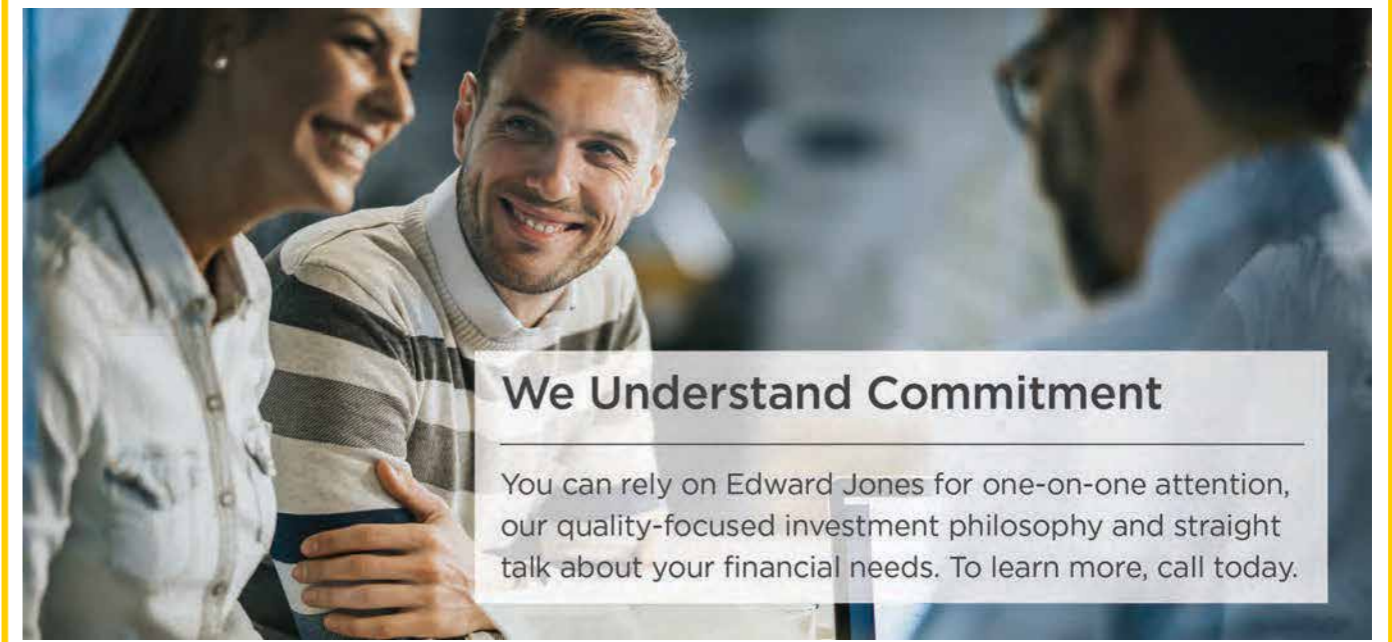 We Understand Commitment
You can rely on Edward Jones for one-on-one attention,
our quality-focused investment philosophy and straight
talk about your financial needs. To learn more, call today.